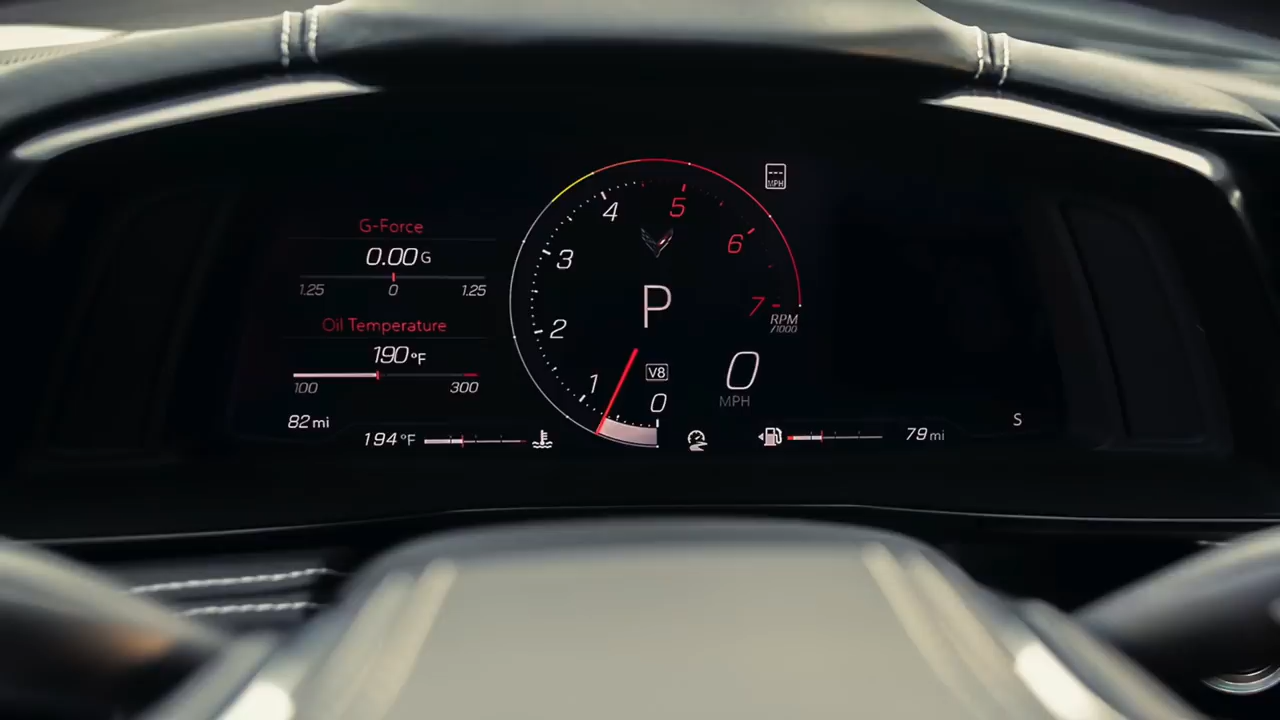 G-Force
0.00 G
1.25 0 1.25
Oil Temperature
190 °F
100 300
82 mi
194 °F
4
5
3
6
2
7
1
0
P
V8
RPM
/1000
0
MPH
---
MPH
79 mi
S